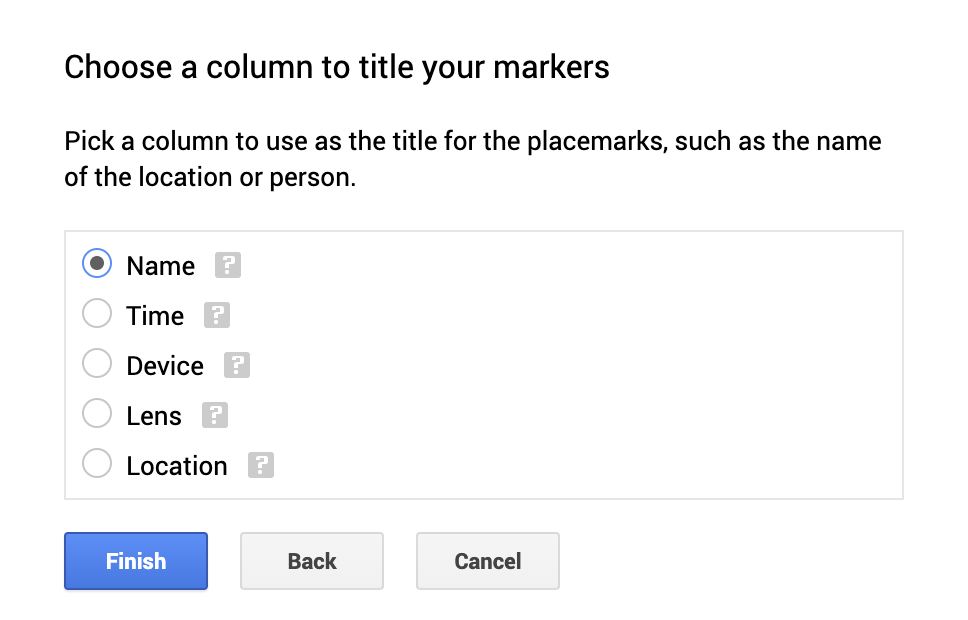 Choose a column to title your markers
Pick a column to use as the title for the placemarks, such as the name
of the location or person.
Name ?
Time ?
Device ?
Lens ?
Location ?
Finish Back Cancel